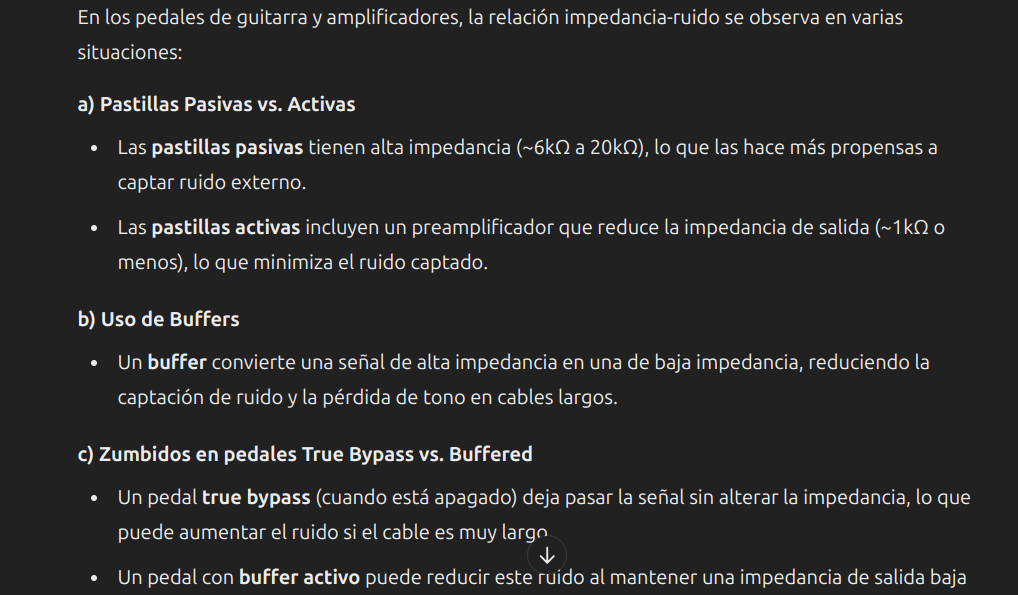 En los pedales de guitarra y amplificadores, la relación impedancia-ruido se observa en varias
situaciones:
a) Pastillas Pasivas vs. Activas
• Las pastillas pasivas tienen alta impedancia (~6kΩ a 20kΩ), lo que las hace más propensas a
captar ruido externo.
• Las pastillas activas incluyen un preamplificador que reduce la impedancia de salida (~1kΩ o
menos), lo que minimiza el ruido captado.
b) Uso de Buffers
• Un buffer convierte una señal de alta impedancia en una de baja impedancia, reduciendo la
captación de ruido y la pérdida de tono en cables largos.
c) Zumbidos en pedales True Bypass vs. Buffered
• Un pedal true bypass (cuando está apagado) deja pasar la señal sin alterar la impedancia, lo que
puede aumentar el ruido si el cable es muy largo
• Un pedal con buffer activo puede reducir este ruido al mantener una impedancia de salida baja